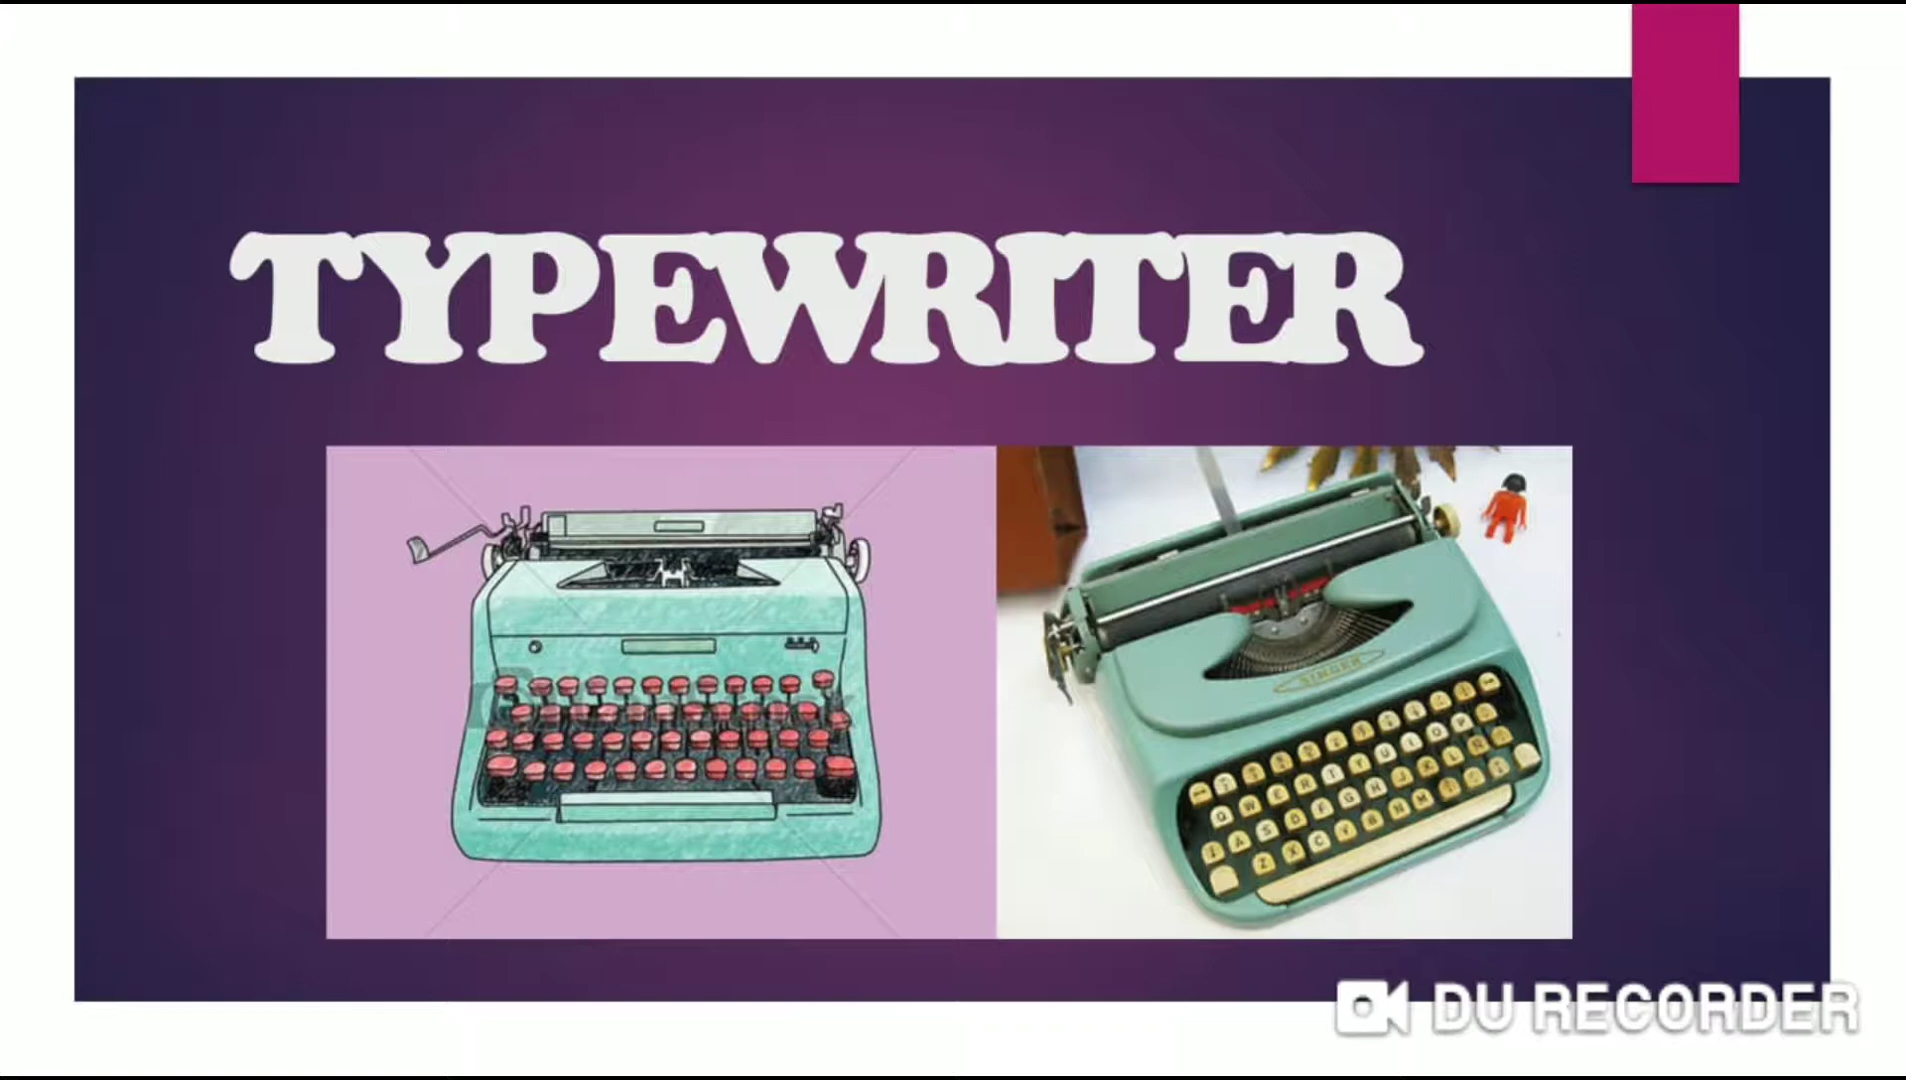 TYPEWRITER
SINGER
Q W E R T Y U I O P
A S D F G H J K L
Z X C V B N M
DU RECORDER